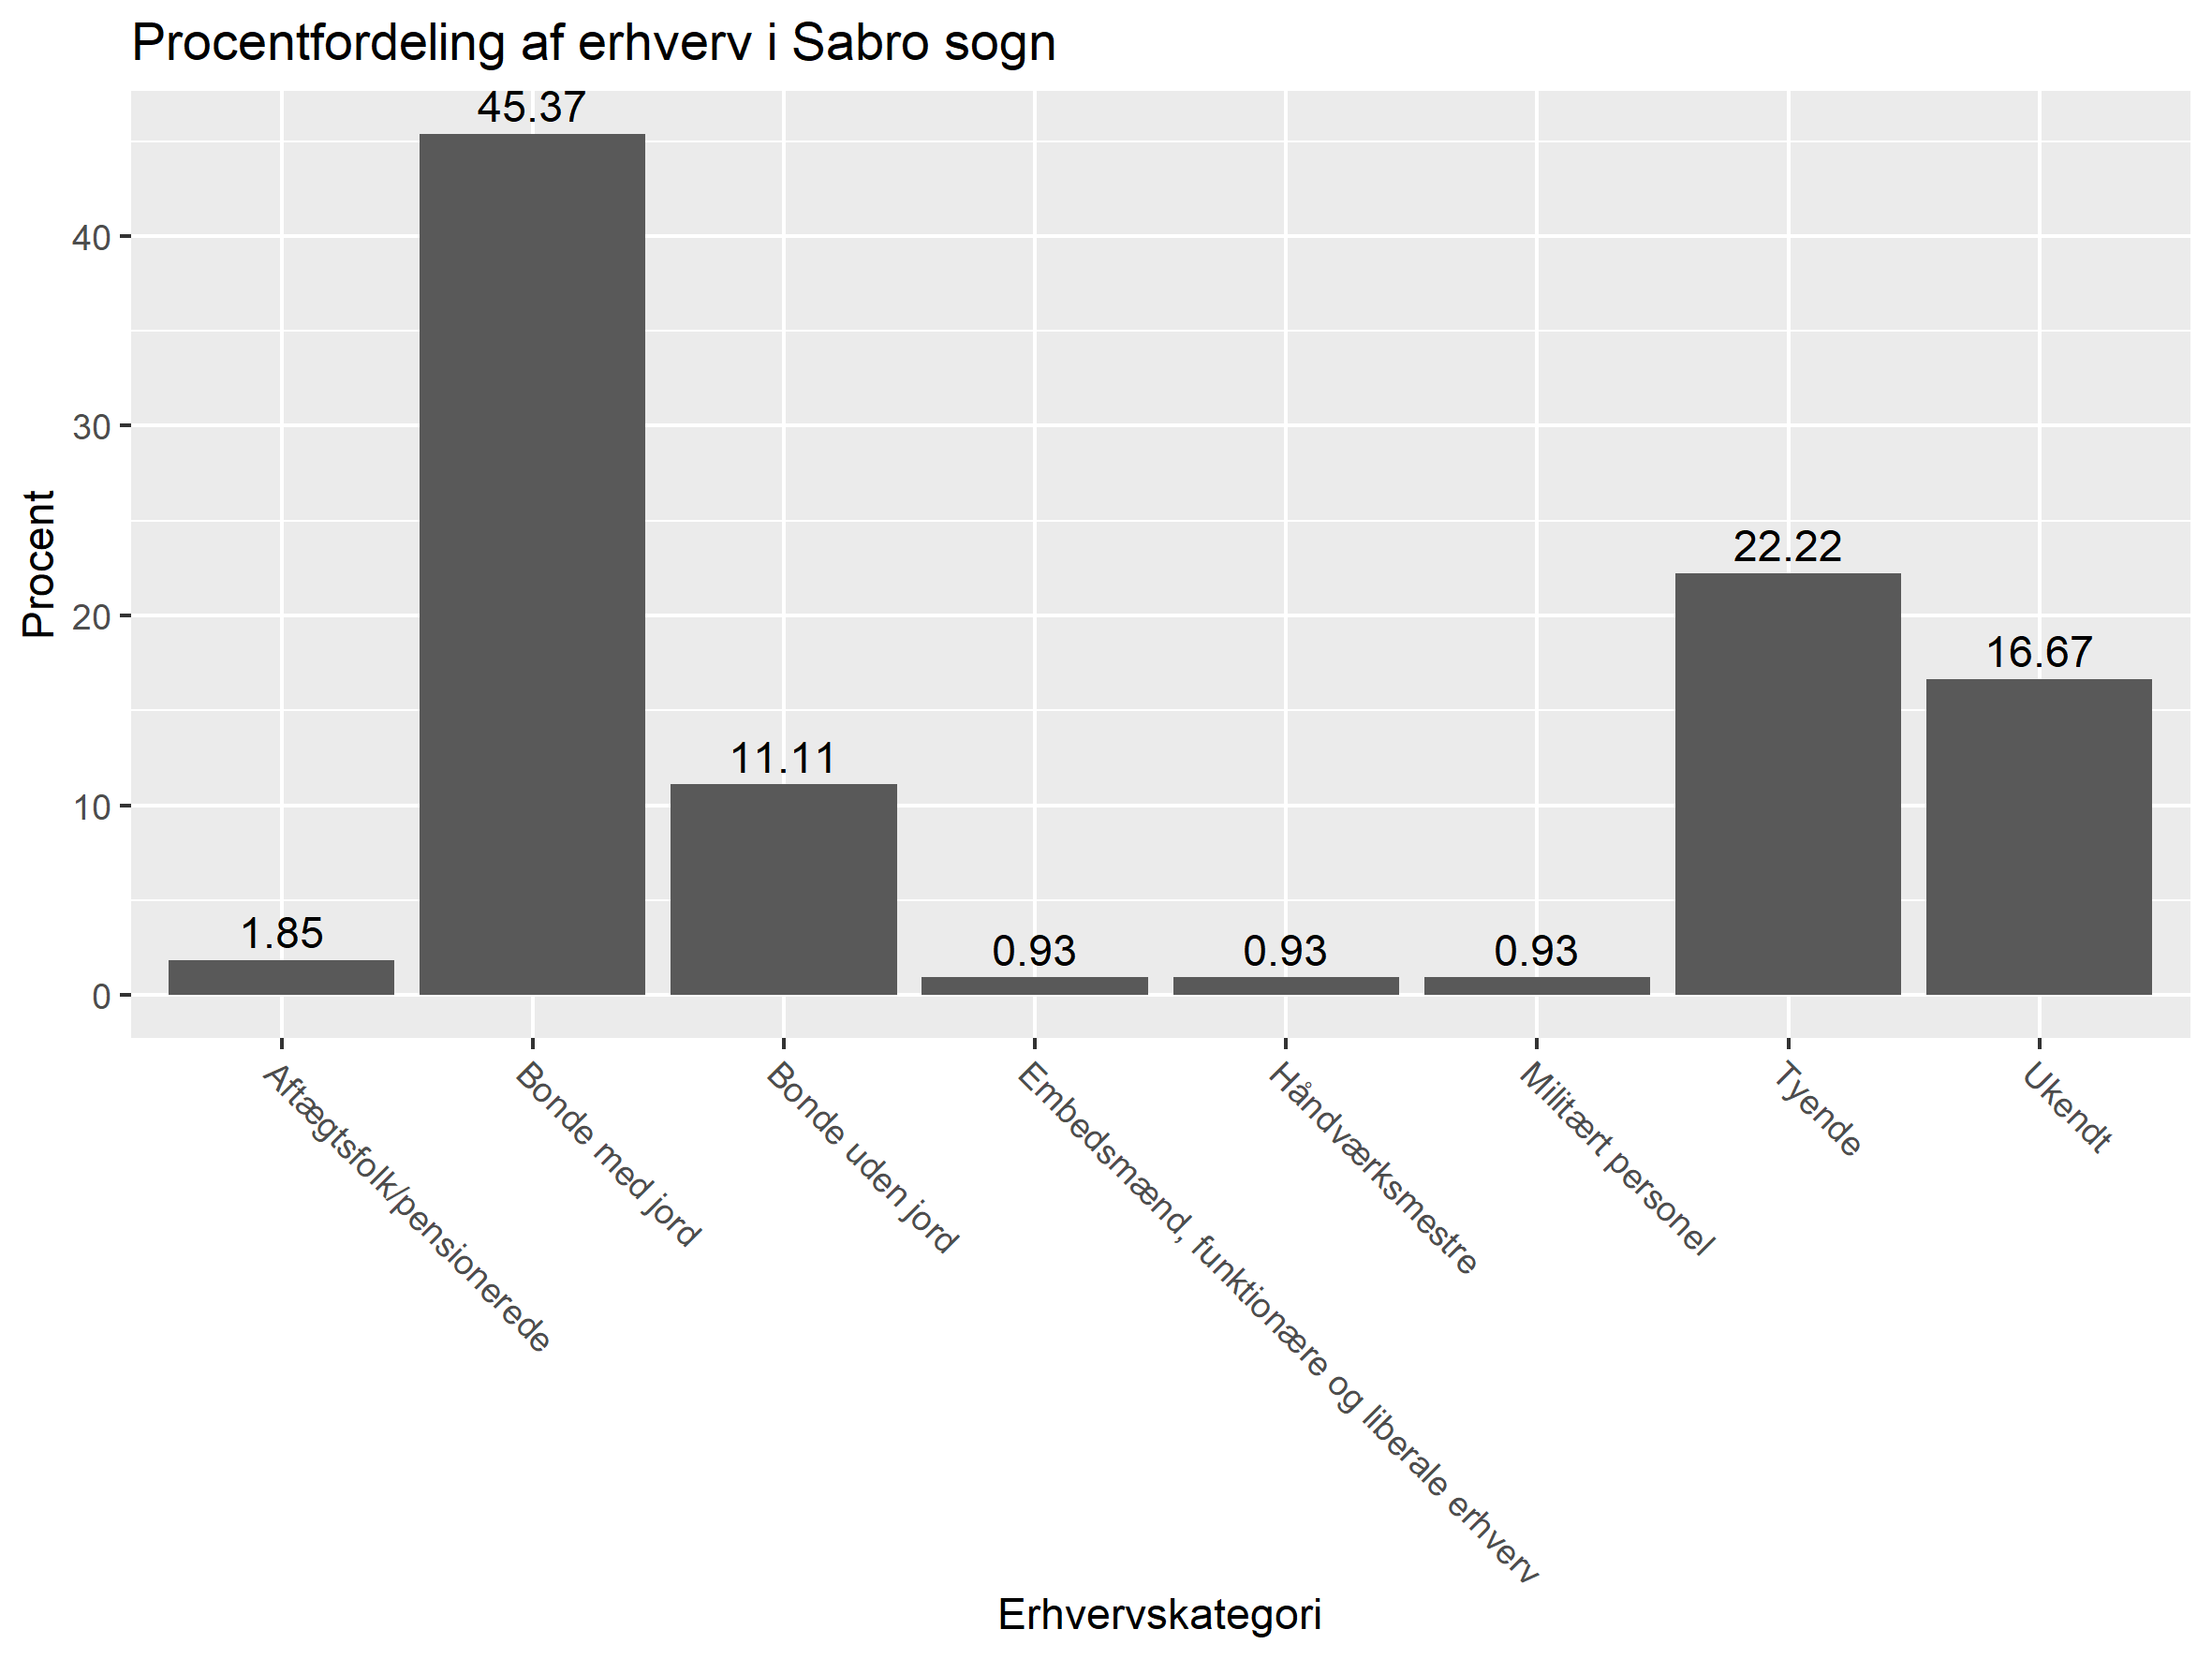 Procentfordeling af erhverv i Sabro sogn
45.37
40
30
20
10
0
Procent
1.85
11.11
0.93
0.93
0.93
22.22
16.67
Aftægtsfolk/pensionerede
Bonde med jord
Bonde uden jord
Embedsmænd, funktionære og liberale erhverv
Håndværksmestre
Militært personel
Tyende
Ukendt
Erhvervskategori